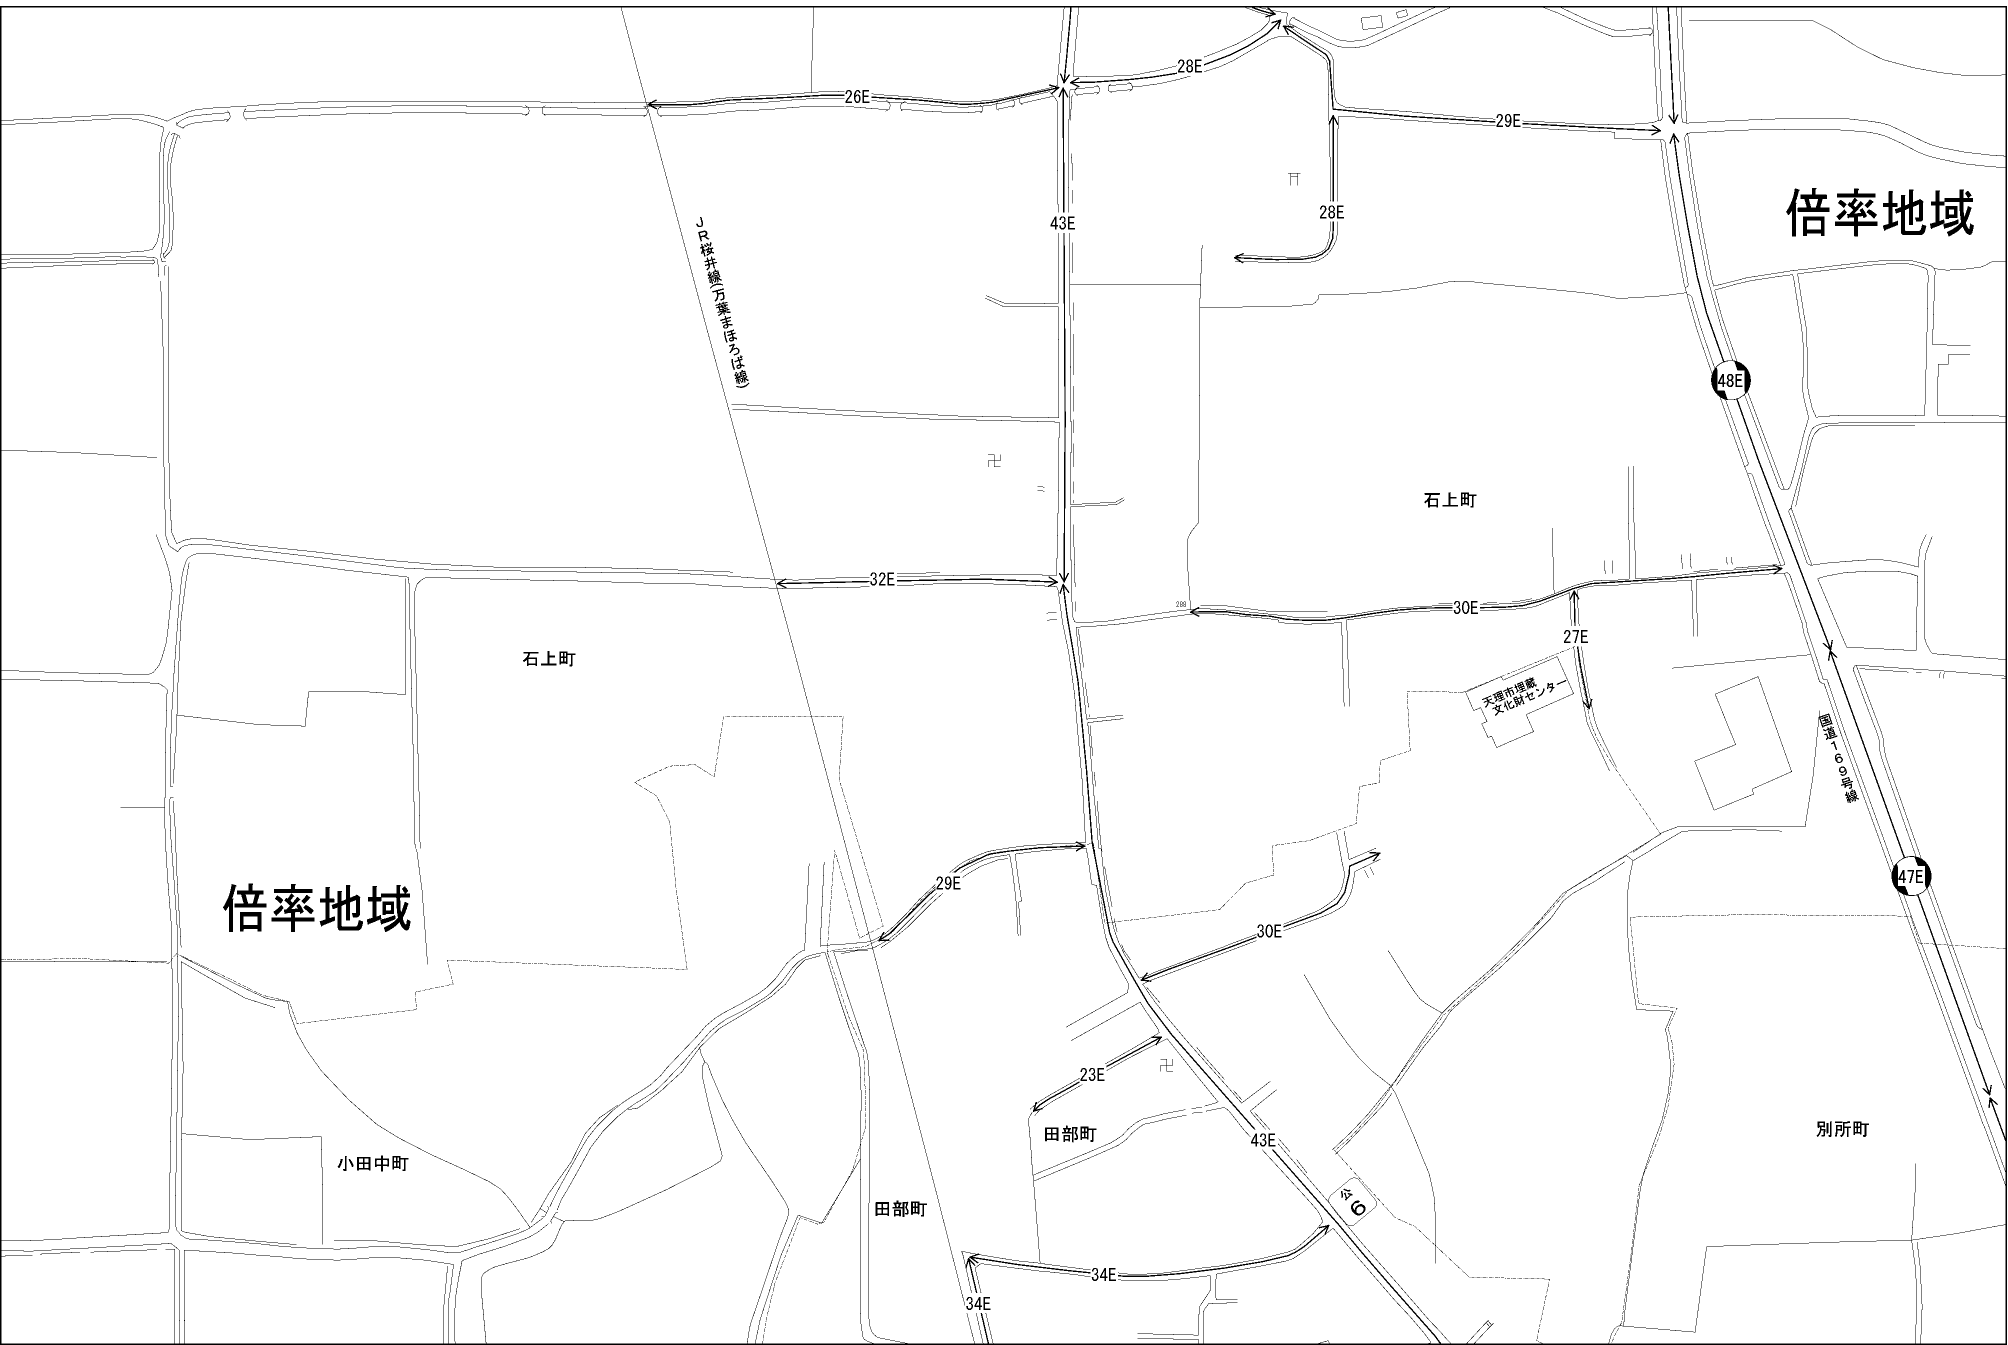 28E
26E
29E
28E
43E
倍率地域
JR桜井線(万葉まほろば線)
48E
石上町
32E
288
30E
27E
石上町
天理市埋蔵
文化財センター
国道169号線
29E
47E
倍率地域
30E
23E
田部町
43E
別所町
小田中町
公6
田部町
34E
34E